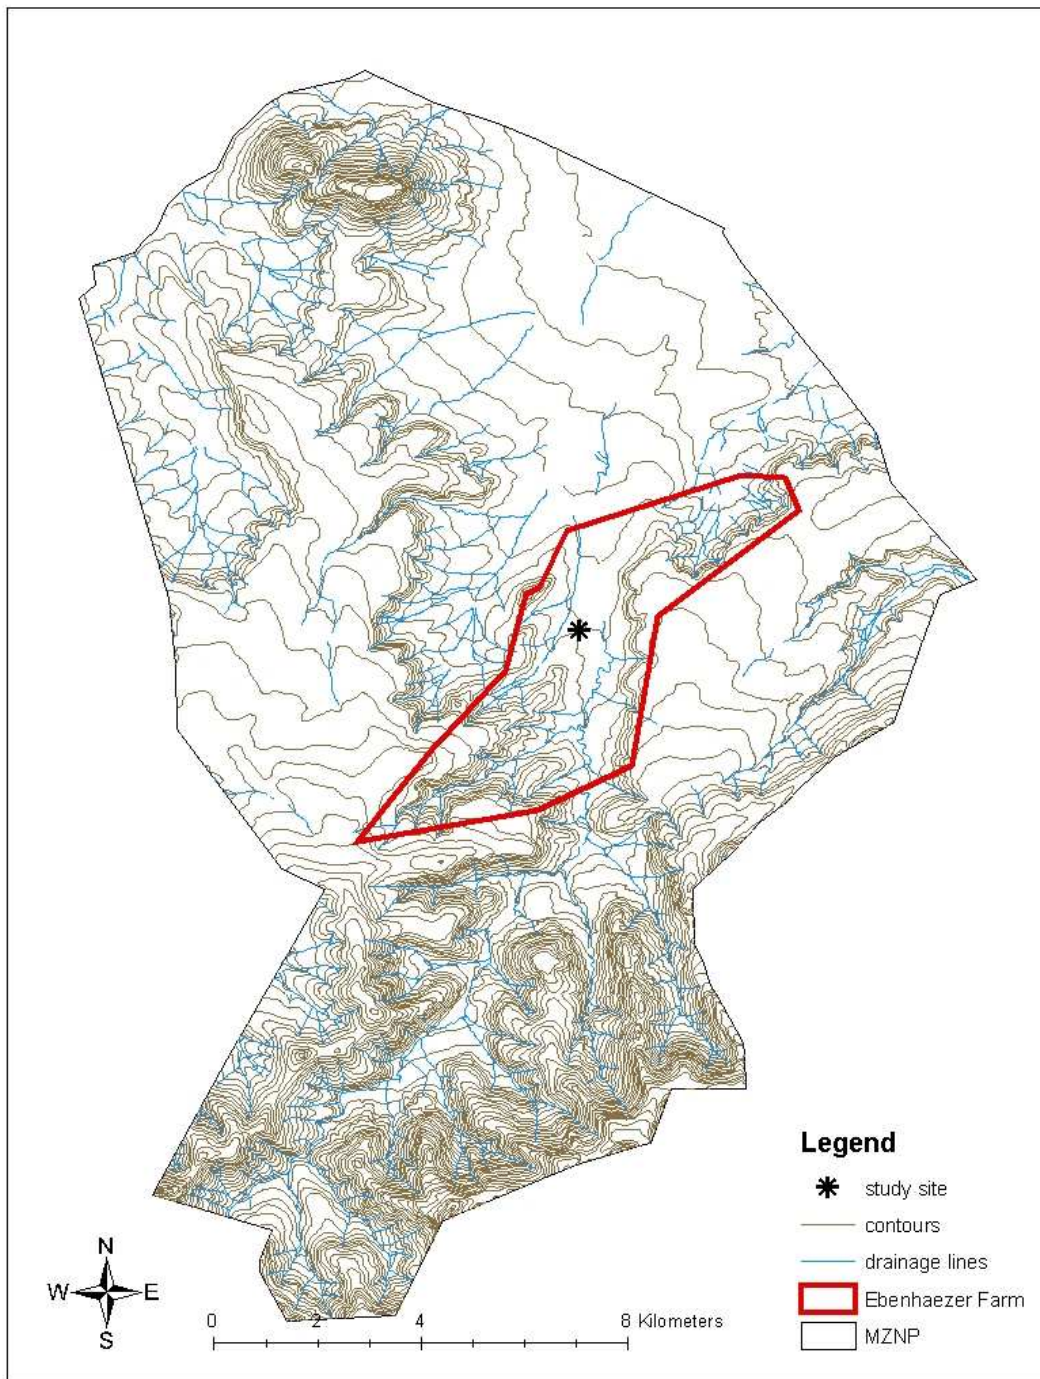 Legend
study site
contours
drainage lines
Ebenhaezer Farm
MZNP
N
W E
S
0 2 4 8 Kilometers